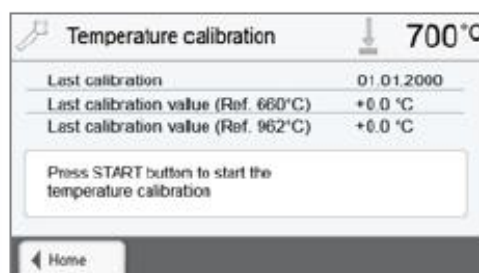 Temperature calibration 700°C
Last calibration 01.01.2000
Last calibration value (Ref. 660°C) +0.0 °C
Last calibration value (Ref. 962°C) +0.0 °C
Press START button to start the
temperature calibration
Home